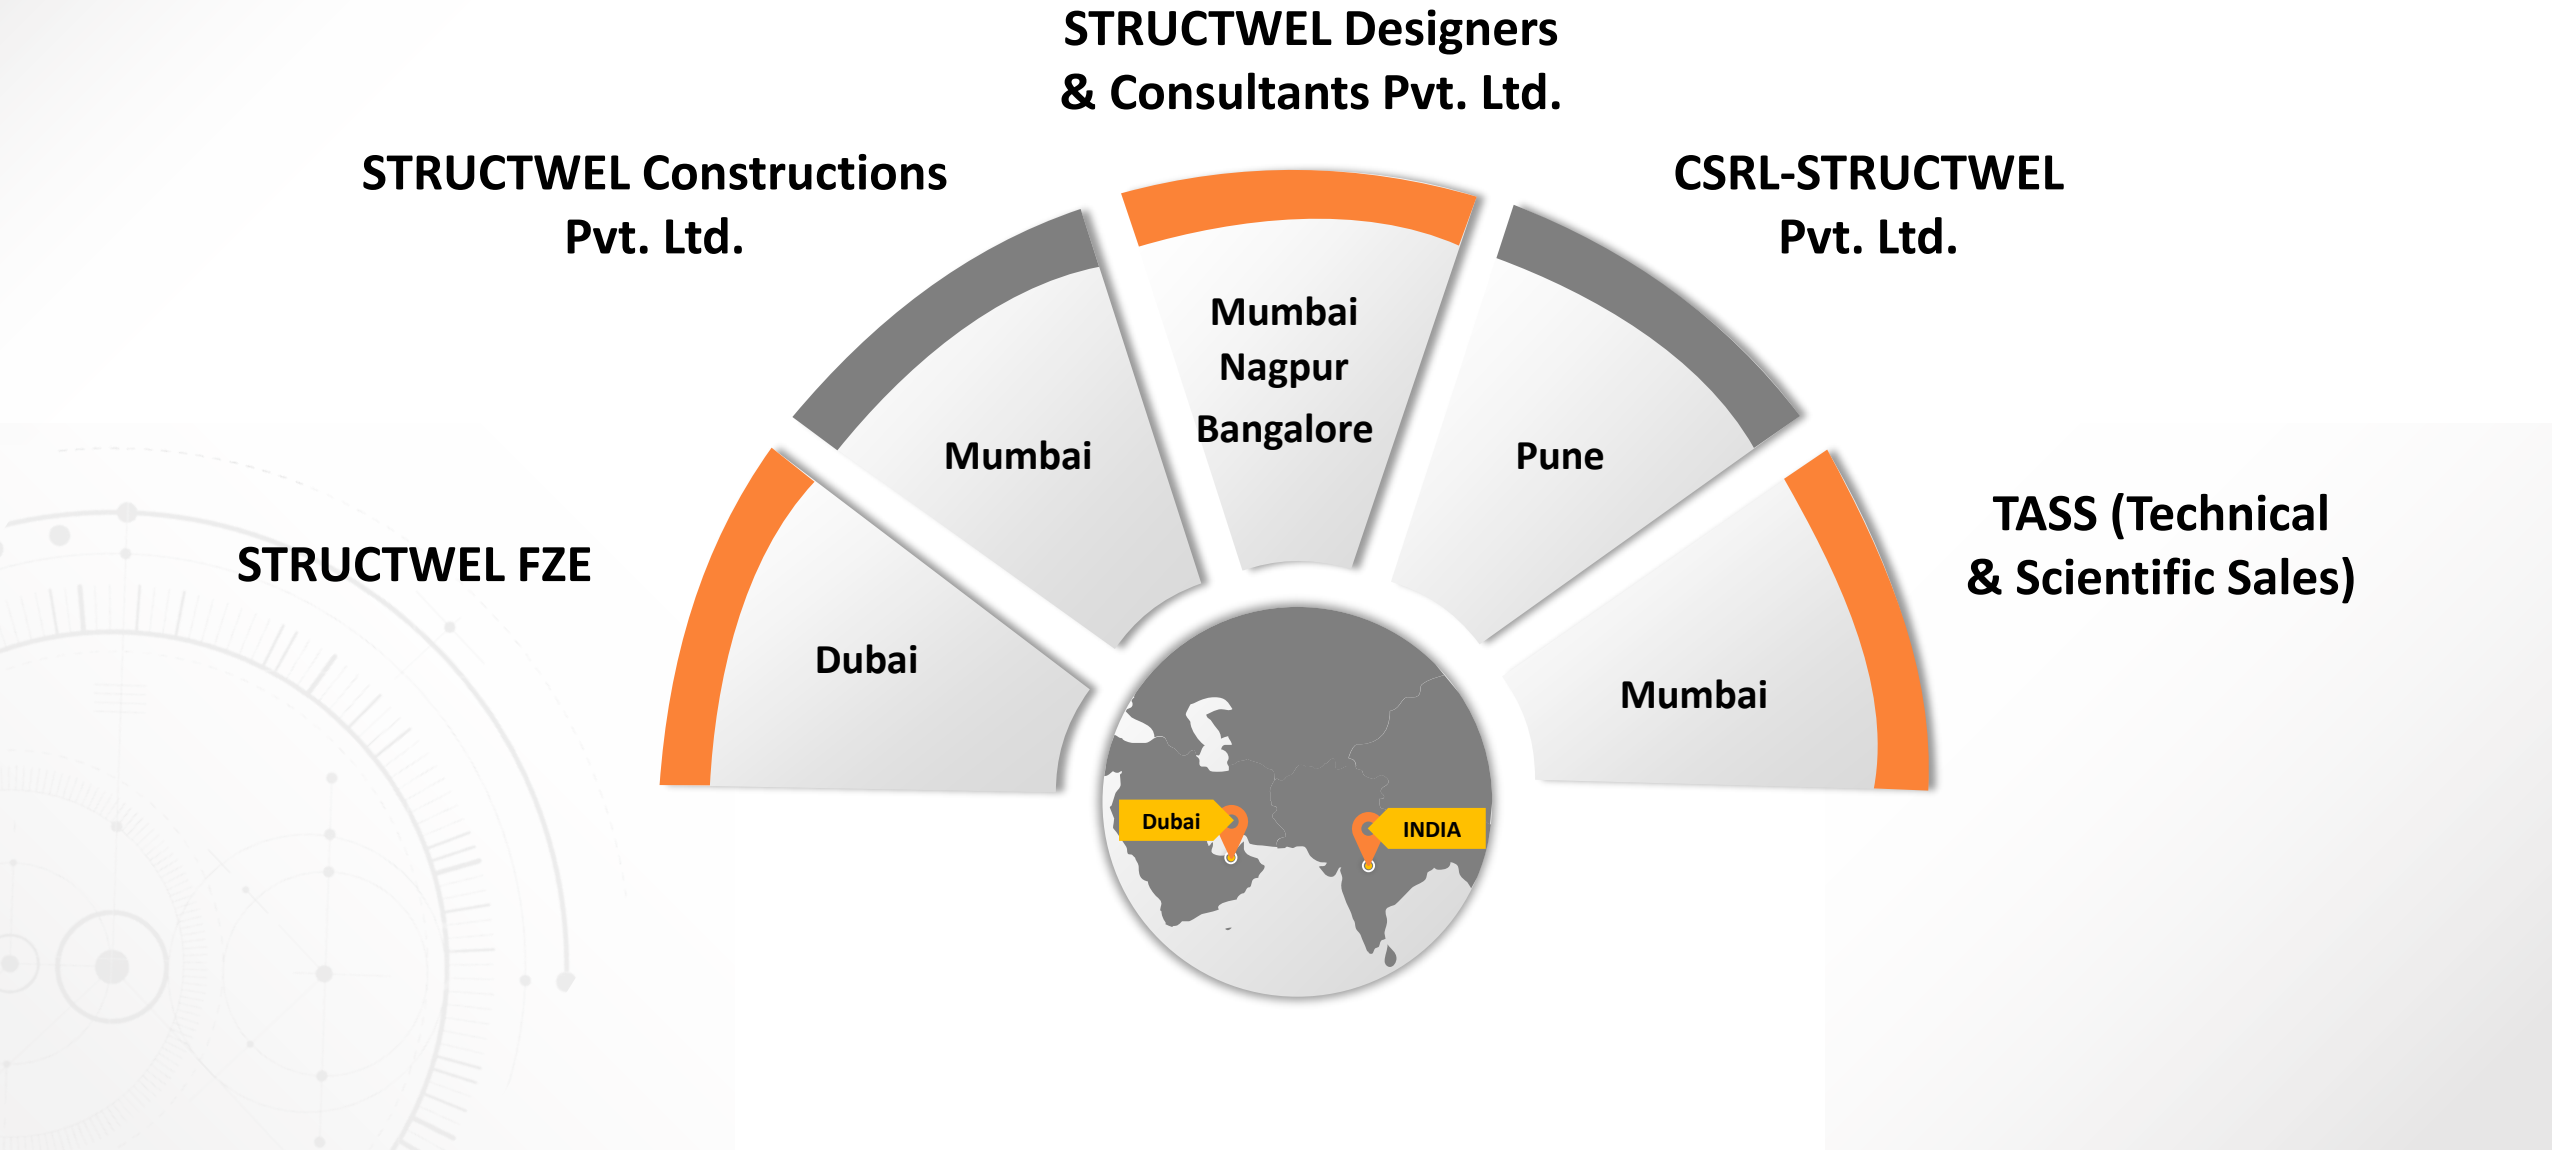 STRUCTWEL Designers
& Consultants Pvt. Ltd.
STRUCTWEL Constructions
Pvt. Ltd.
CSRL-STRUCTWEL
Pvt. Ltd.
Mumbai
Nagpur
Bangalore
Mumbai
Pune
STRUCTWEL FZE
TASS (Technical
& Scientific Sales)
Dubai
Mumbai
Dubai
INDIA